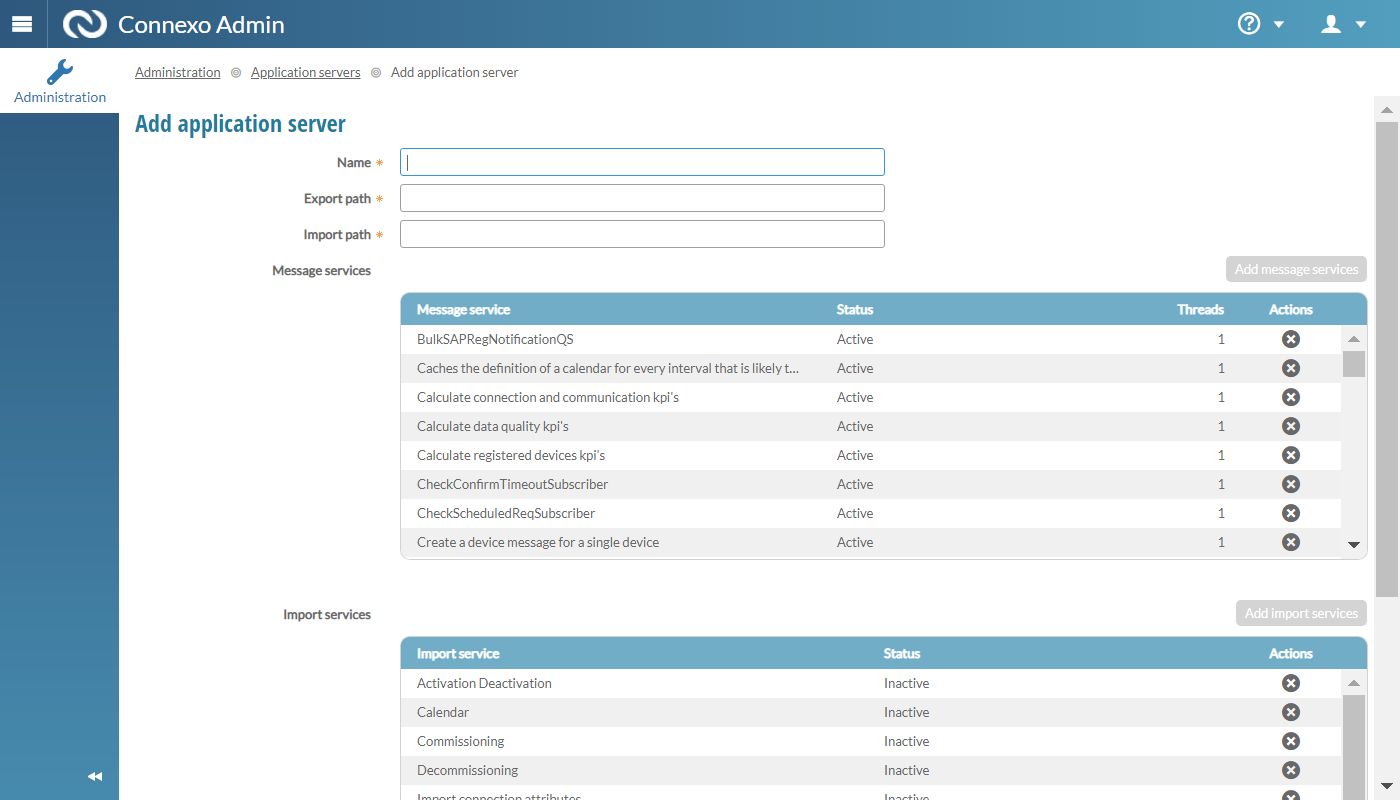 Connexo Admin
Administration
Administration Application servers Add application server
Add application server
Name *
Export path *
Import path *
Message services Add message services
Message service Status Threads Actions
BulkSAPRegNotificationQS Active 1
Caches the definition of a calendar for every interval that is likely t... Active 1
Calculate connection and communication kpi's Active 1
Calculate data quality kpi's Active 1
Calculate registered devices kpi's Active 1
CheckConfirmTimeoutSubscriber Active 1
CheckScheduledReqSubscriber Active 1
Create a device message for a single device Active 1
Import services Add import services
Import service Status Actions
Activation Deactivation Inactive
Calendar Inactive
Commissioning Inactive
Decommissioning Inactive
Import connection attributes Inactive